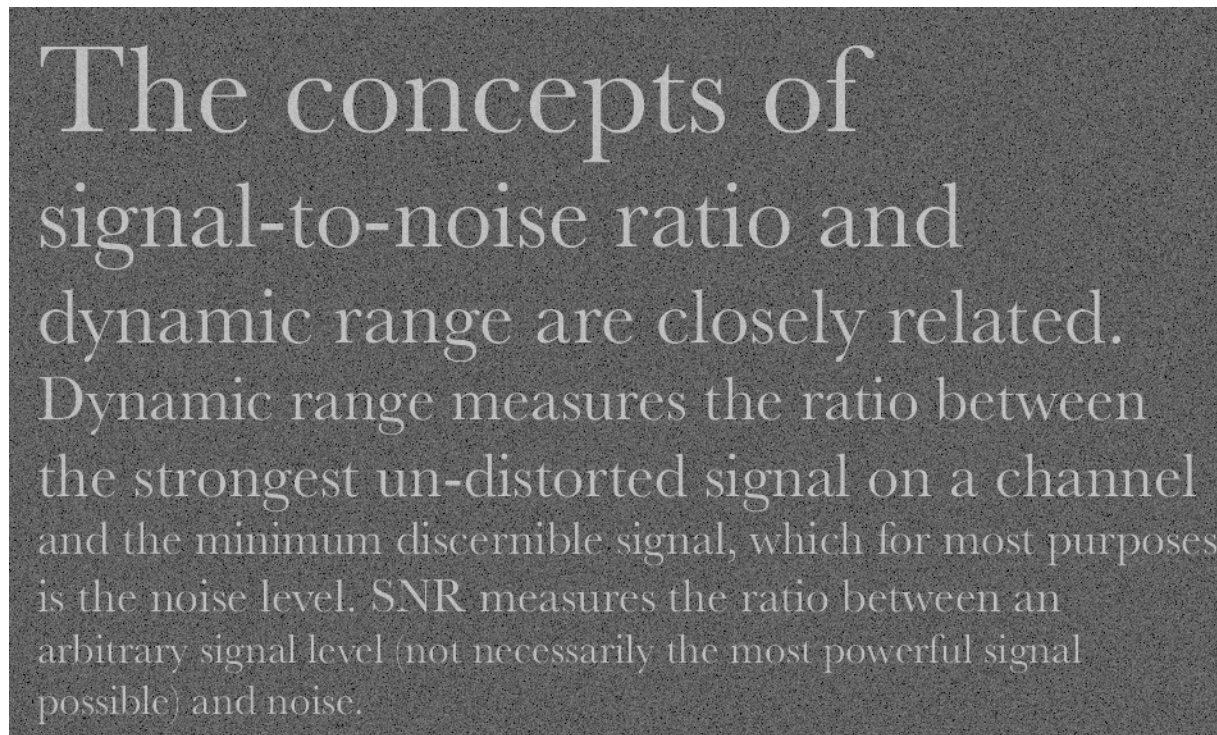 The concepts of
signal-to-noise ratio and
dynamic range are closely related.
Dynamic range measures the ratio between
the strongest un-distorted signal on a channel
and the minimum discernible signal, which for most purposes
is the noise level. SNR measures the ratio between an
arbitrary signal level (not necessarily the most powerful signal
possible) and noise.